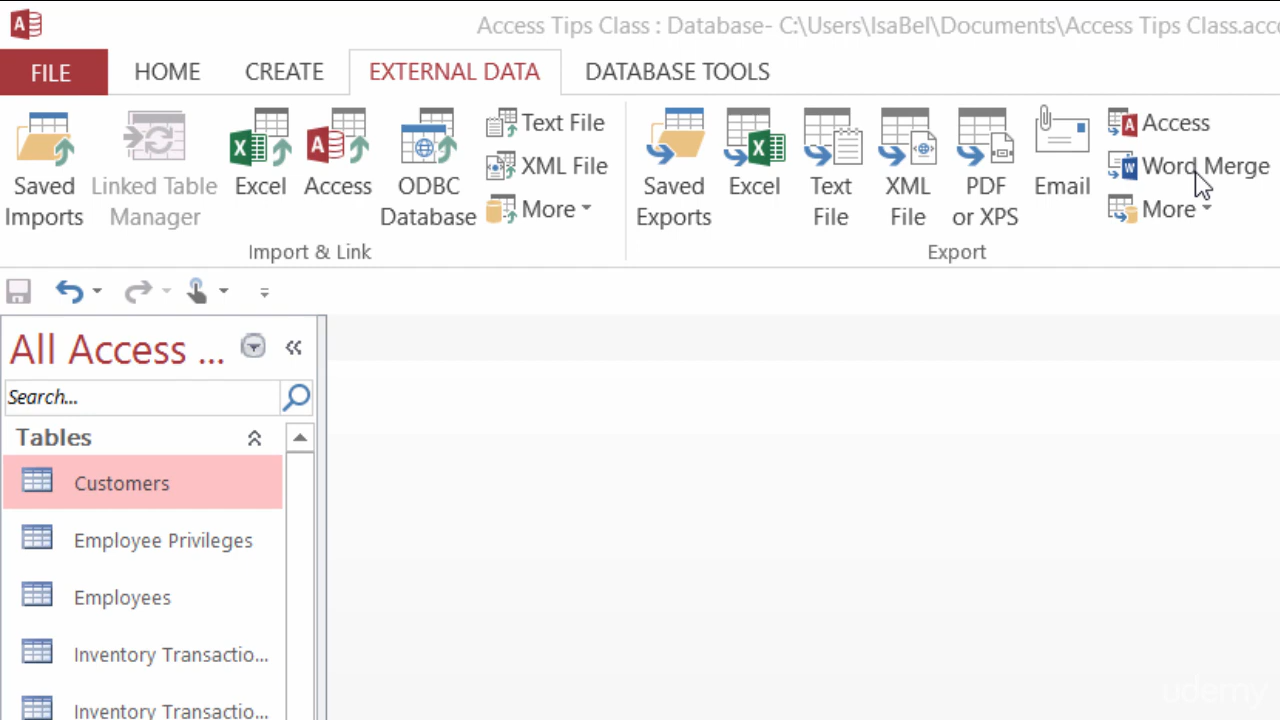 Access Tips Class : Database- C:\Users\IsaBel\Documents\Access Tips Class.acc
FILE HOME CREATE EXTERNAL DATA DATABASE TOOLS
Saved Imports
Linked Table Manager
Excel
Access
ODBC Database
Text File
XML File
More
Import & Link
Saved Exports
Excel
Text File
XML File
PDF or XPS
Email
Access
Word Merge
More
Export
All Access ...
Search...
Tables
Customers
Employee Privileges
Employees
Inventory Transactio...
Inventory Transactio...
udemy